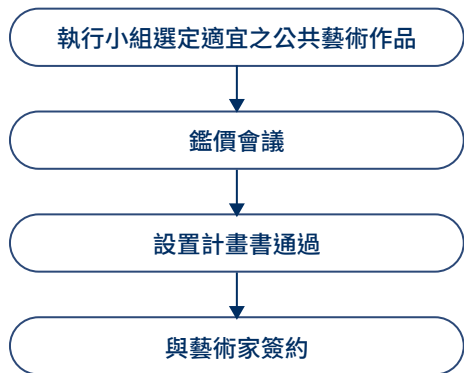 執行小組選定適宜之公共藝術作品
鑑價會議
設置計畫書通過
與藝術家簽約